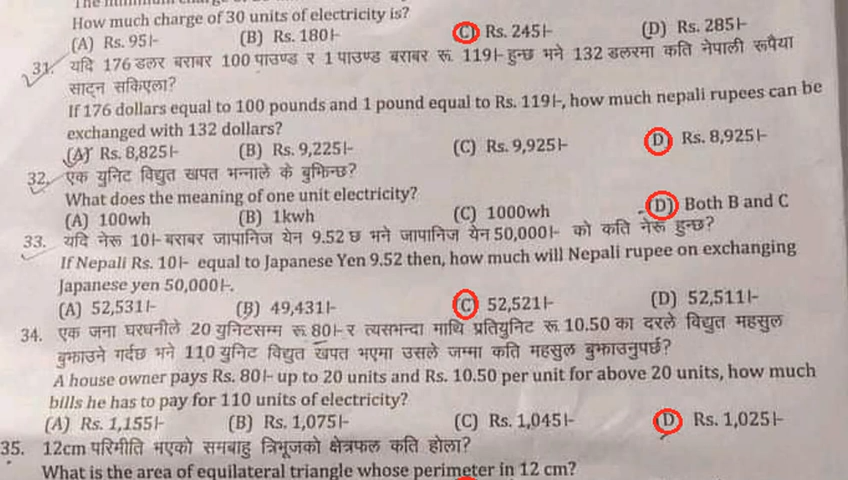 How much charge of 30 units of electricity is?
(A) Rs. 95/- (B) Rs. 180/- (C) Rs. 245/- (D) Rs. 285/-
31. यदि 176 डलर बराबर 100 पाउण्ड र 1 पाउण्ड बराबर रू. 119/- हुन्छ भने 132 डलरमा कति नेपाली रूपैया
साट्न सकिएला?
If 176 dollars equal to 100 pounds and 1 pound equal to Rs. 119/-, how much nepali rupees can be
exchanged with 132 dollars?
(A) Rs. 8,825/- (B) Rs. 9,225/- (C) Rs. 9,925/- (D) Rs. 8,925/-
32. एक युनिट विद्युत खपत भन्नाले के बुझिन्छ?
What does the meaning of one unit electricity?
(A) 100wh (B) 1kwh (C) 1000wh (D) Both B and C
33. यदि नेरू 10/- बराबर जापानिज येन 9.52 छ भने जापानिज येन 50,000/- को कति नेरू हुन्छ?
If Nepali Rs. 10/- equal to Japanese Yen 9.52 then, how much will Nepali rupee on exchanging
Japanese yen 50,000/-.
(A) 52,531/- (B) 49,431/- (C) 52,521/- (D) 52,511/-
34. एक जना घरधनीले 20 युनिटसम्म रू. 80/- र त्यसभन्दा माथि प्रतियुनिट रू. 10.50 का दरले विद्युत महसुल
बुझाउने गर्दछ भने 110 युनिट विद्युत खपत भएमा उसले जम्मा कति महसुल बुझाउनुपर्छ?
A house owner pays Rs. 80/- up to 20 units and Rs. 10.50 per unit for above 20 units, how much
bills he has to pay for 110 units of electricity?
(A) Rs. 1,155/- (B) Rs. 1,075/- (C) Rs. 1,045/- (D) Rs. 1,025/-
35. 12cm परिमिति भएको समबाहु त्रिभूजको क्षेत्रफल कति होला?
What is the area of equilateral triangle whose perimeter in 12 cm?